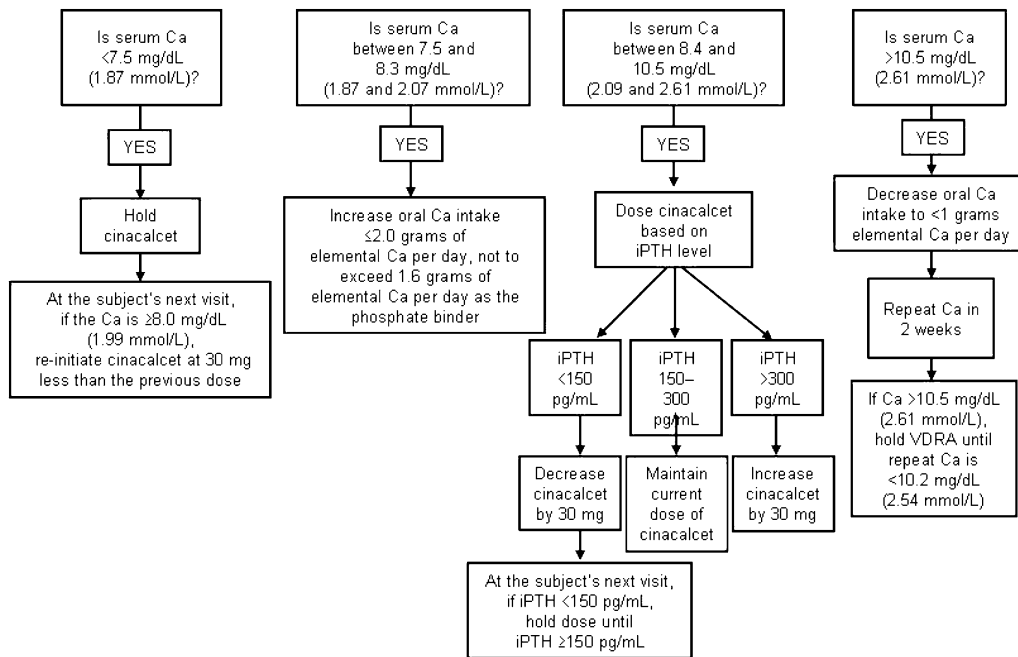 Is serum Ca
<7.5 mg/dL
(1.87 mmol/L)?
YES
Hold
cinacalcet
At the subject's next visit,
if the Ca is ≥8.0 mg/dL
(1.99 mmol/L),
re-initiate cinacalcet at 30 mg
less than the previous dose
Is serum Ca
between 7.5 and
8.3 mg/dL
(1.87 and 2.07 mmol/L)?
YES
Increase oral Ca intake
≤2.0 grams of
elemental Ca per day, not to
exceed 1.6 grams of
elemental Ca per day as the
phosphate binder
Is serum Ca
between 8.4 and
10.5 mg/dL
(2.09 and 2.61 mmol/L)?
YES
Dose cinacalcet
based on
iPTH level
iPTH
<150
pg/mL
Decrease
cinacalcet
by 30 mg
At the subject's next visit,
if iPTH <150 pg/mL,
hold dose until
iPTH ≥150 pg/mL
iPTH
150–
300
pg/mL
Maintain
current
dose of
cinacalcet
iPTH
>300
pg/mL
Increase
cinacalcet
by 30 mg
Is serum Ca
>10.5 mg/dL
(2.61 mmol/L)?
YES
Decrease oral Ca
intake to <1 grams
elemental Ca per day
Repeat Ca in
2 weeks
If Ca >10.5 mg/dL
(2.61 mmol/L),
hold VDRA until
repeat Ca is
<10.2 mg/dL
(2.54 mmol/L)